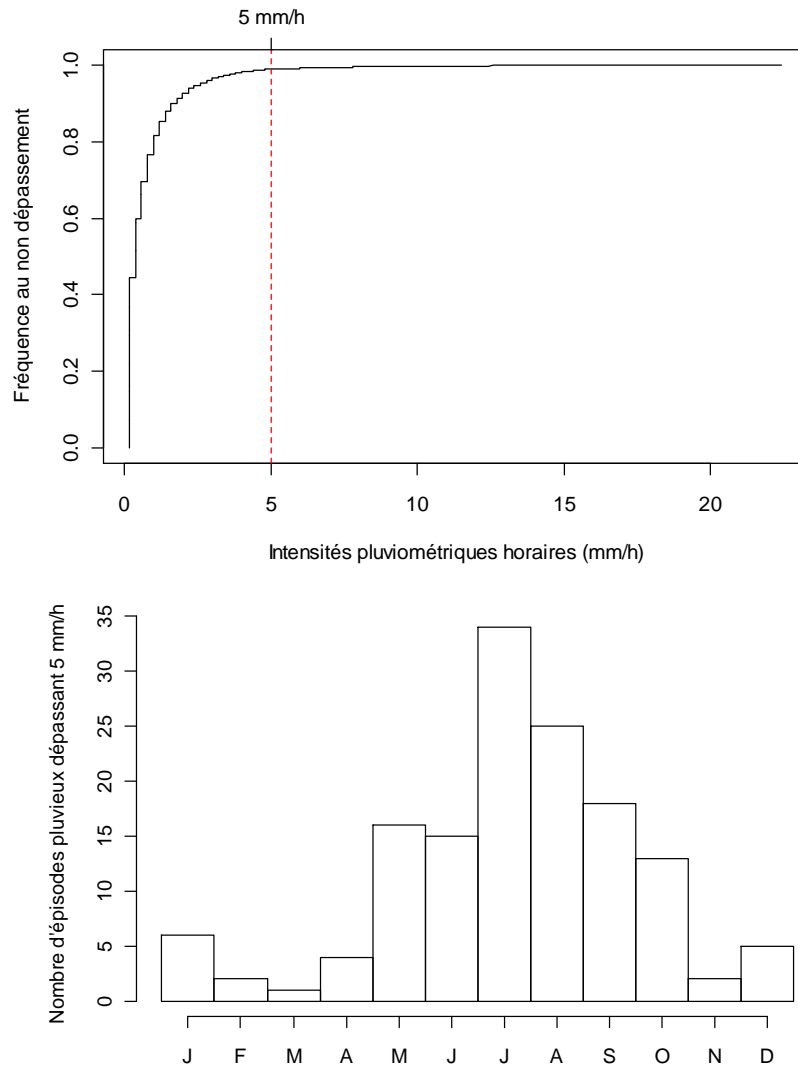 5 mm/h
Fréquence au non dépassement
1.0
0.8
0.6
0.4
0.2
0.0
0 5 10 15 20
Intensités pluviométriques horaires (mm/h)
Nombre d'épisodes pluvieux dépassant 5 mm/h
35
30
25
20
15
10
5
0
J F M A M J J A S O N D